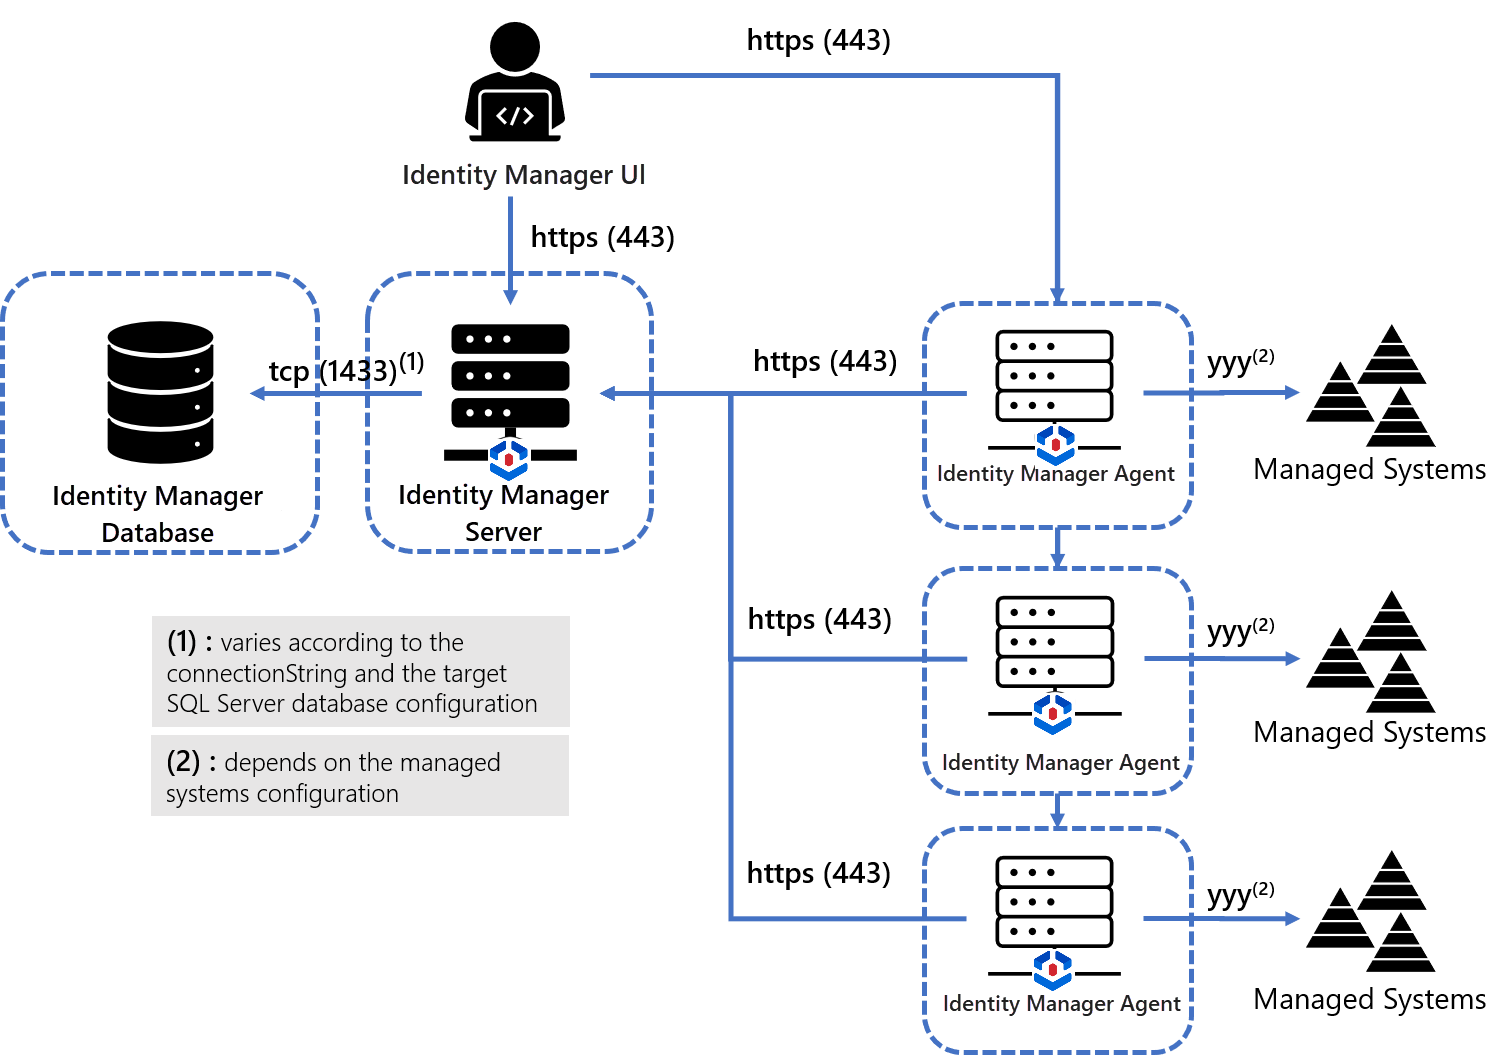 https (443)
Identity Manager UI
https (443)
tcp (1433)(1)
https (443)
yyy(2)
Identity Manager Agent
Managed Systems
Identity Manager
Database
Identity Manager
Server
https (443)
yyy(2)
(1) : varies according to the
connectionString and the target
SQL Server database configuration
Managed Systems
(2) : depends on the managed
systems configuration
Identity Manager Agent
https (443)
yyy(2)
Identity Manager Agent
Managed Systems